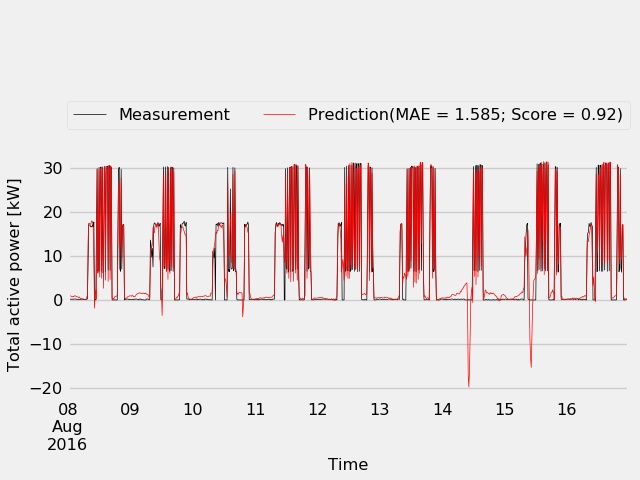 Measurement
Prediction(MAE = 1.585; Score = 0.92)
Total active power [kW]
30
20
10
0
−10
−20
08 09 10 11 12 13 14 15 16
Aug
2016
Time